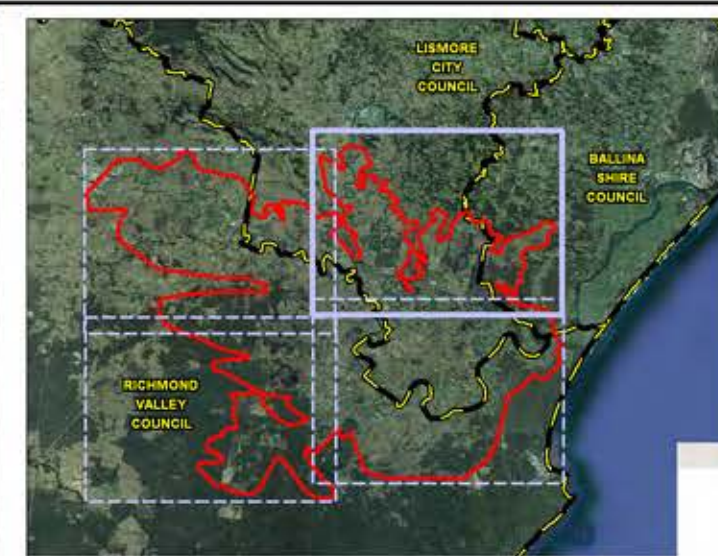 LISMORE
CITY
COUNCIL
BALLINA
SHIRE
COUNCIL
RICHMOND
VALLEY
COUNCIL